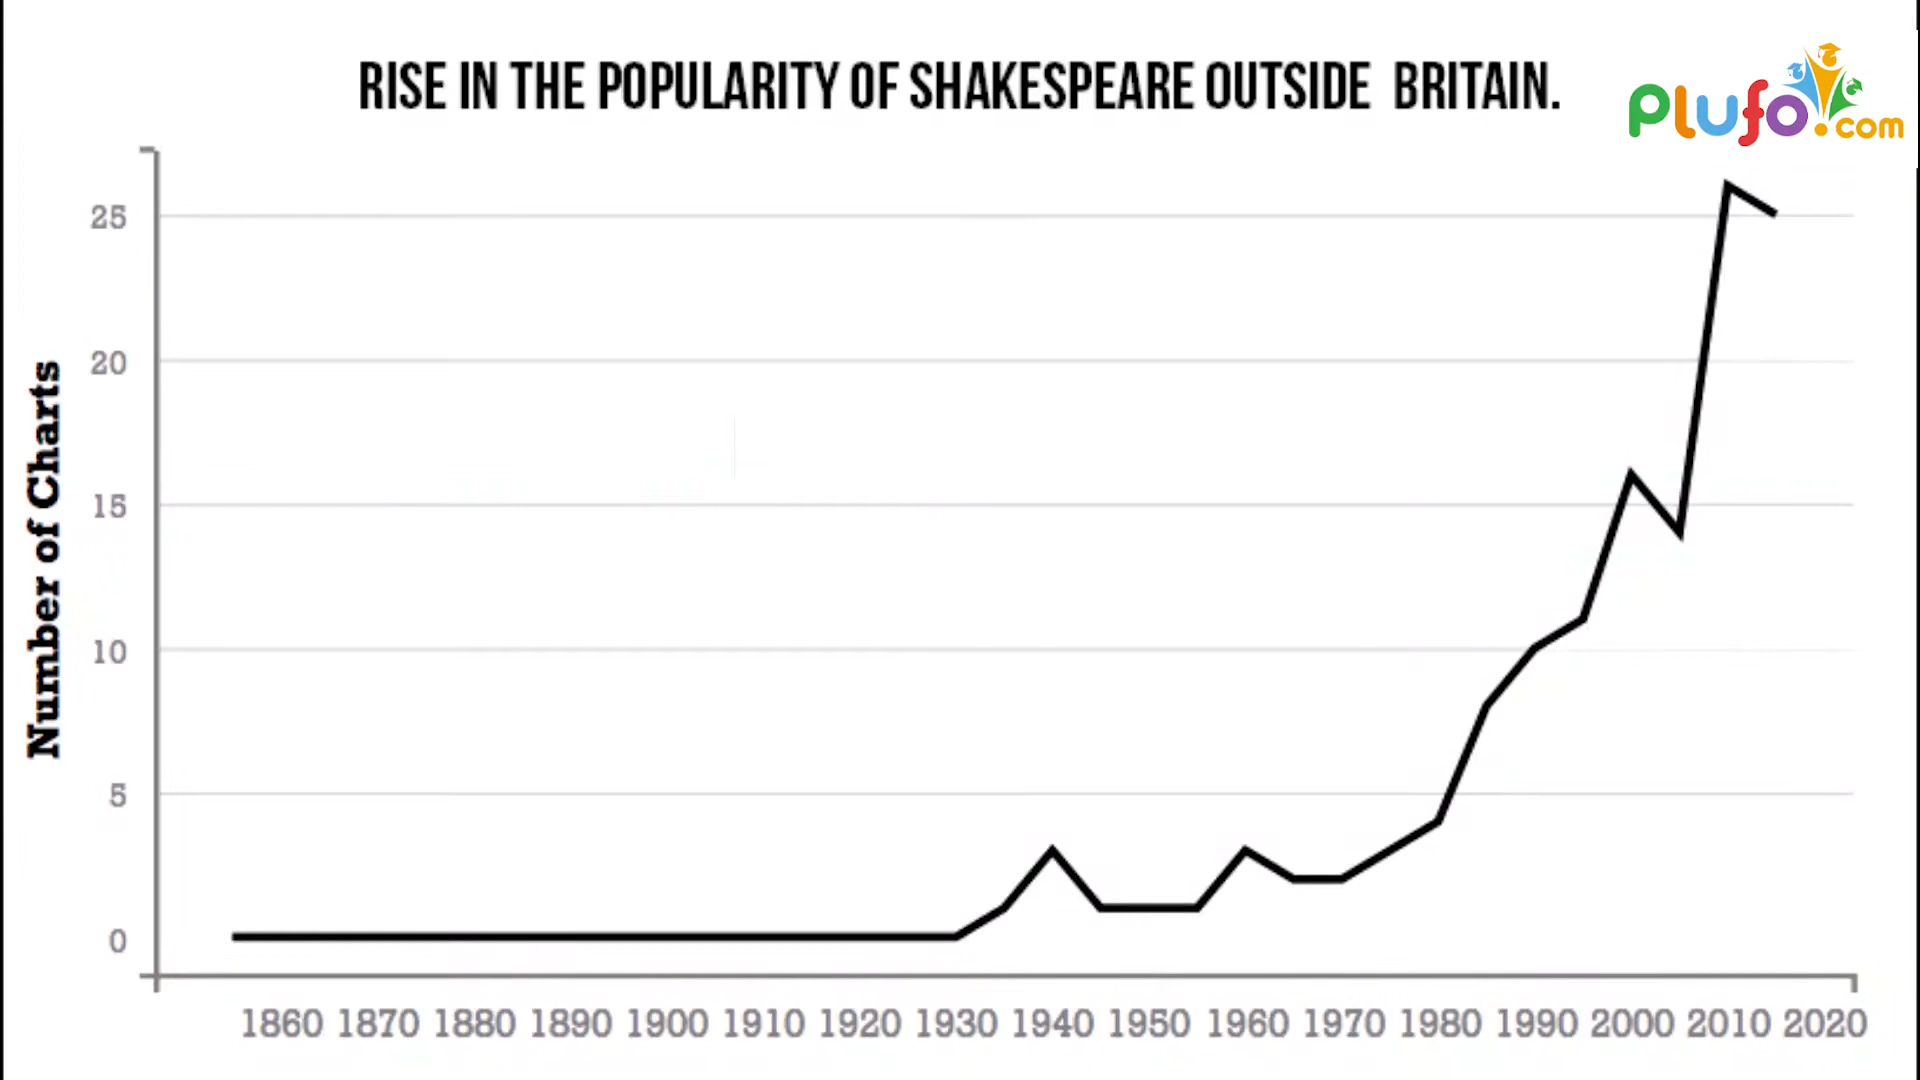 RISE IN THE POPULARITY OF SHAKESPEARE OUTSIDE BRITAIN.
Plufo.com
25
20
15
10
5
0
Number of Charts
1860 1870 1880 1890 1900 1910 1920 1930 1940 1950 1960 1970 1980 1990 2000 2010 2020